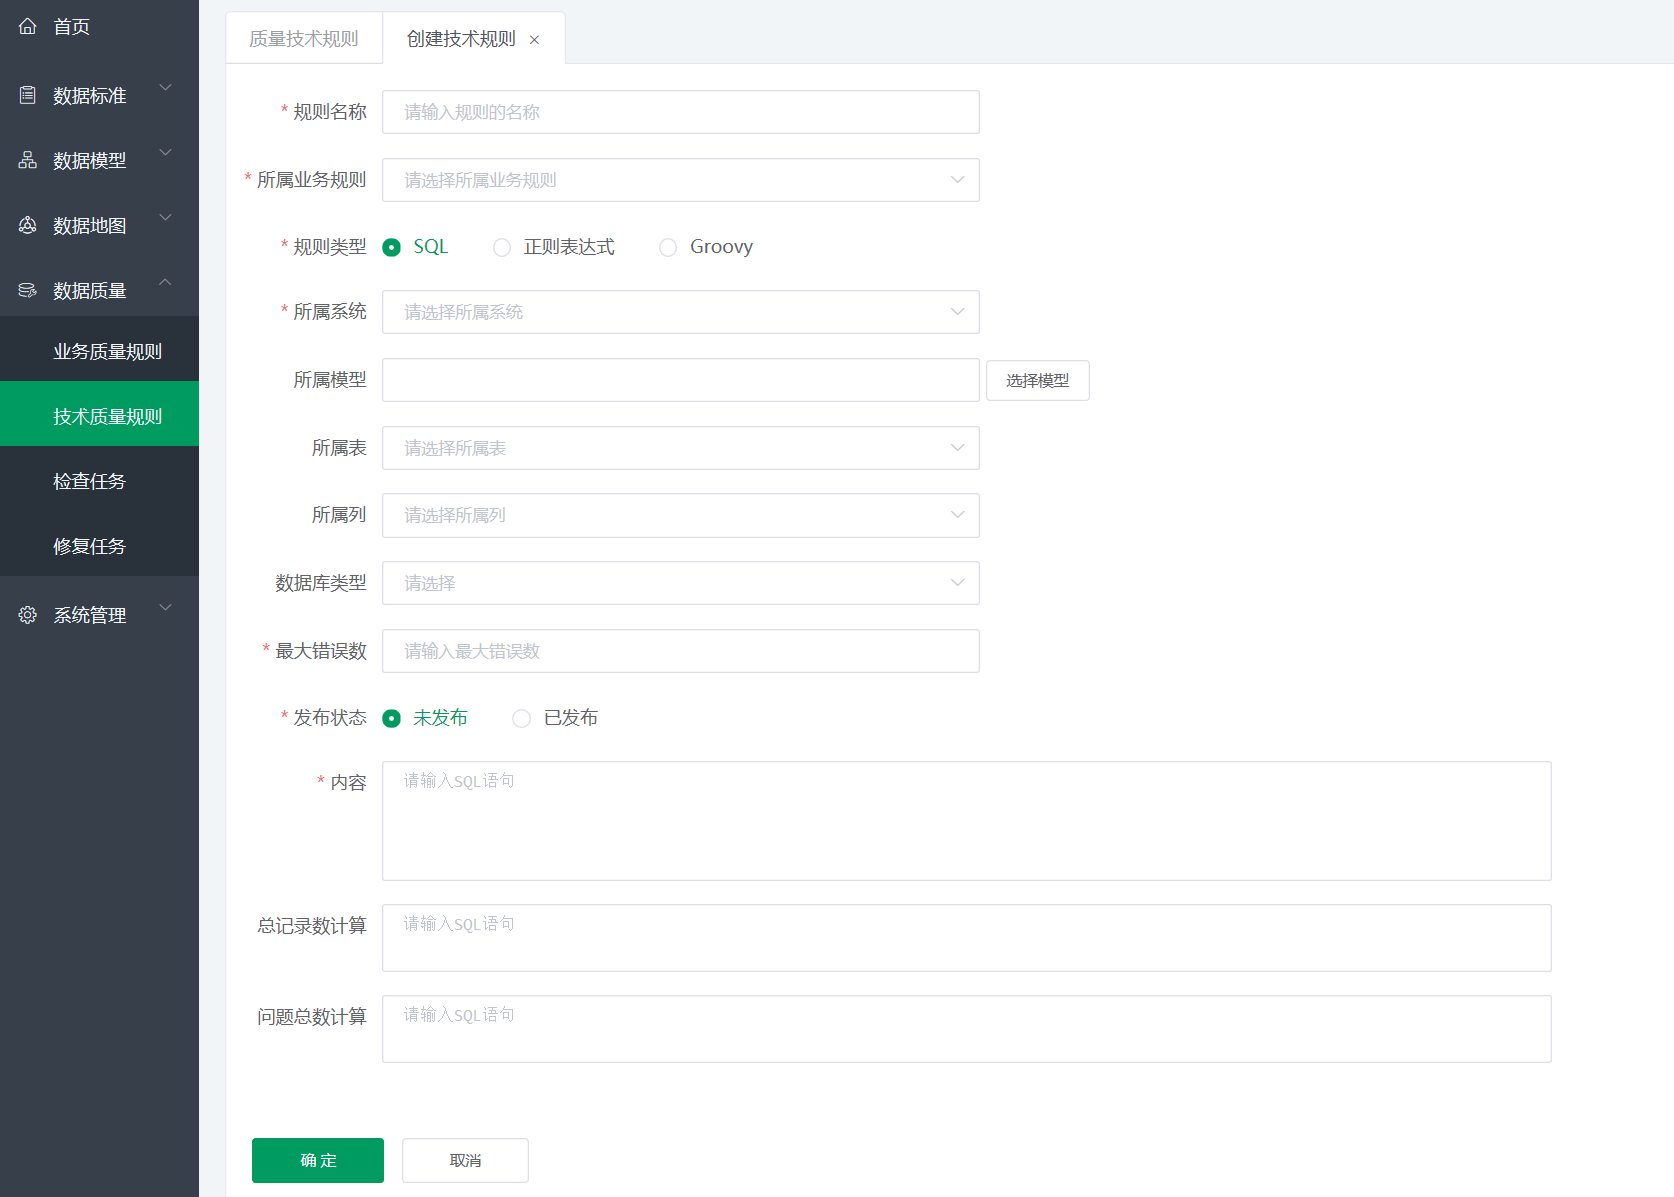 首页
数据标准
数据模型
数据地图
数据质量
业务质量规则
技术质量规则
检查任务
修复任务
系统管理
质量技术规则
创建技术规则 ×
* 规则名称 请输入规则的名称
* 所属业务规则 请选择所属业务规则
* 规则类型 SQL 正则表达式 Groovy
* 所属系统 请选择所属系统
所属模型 选择模型
所属表 请选择所属表
所属列 请选择所属列
数据库类型 请选择
* 最大错误数 请输入最大错误数
* 发布状态 未发布 已发布
* 内容 请输入SQL语句
总记录数计算 请输入SQL语句
问题总数计算 请输入SQL语句
确 定 取消